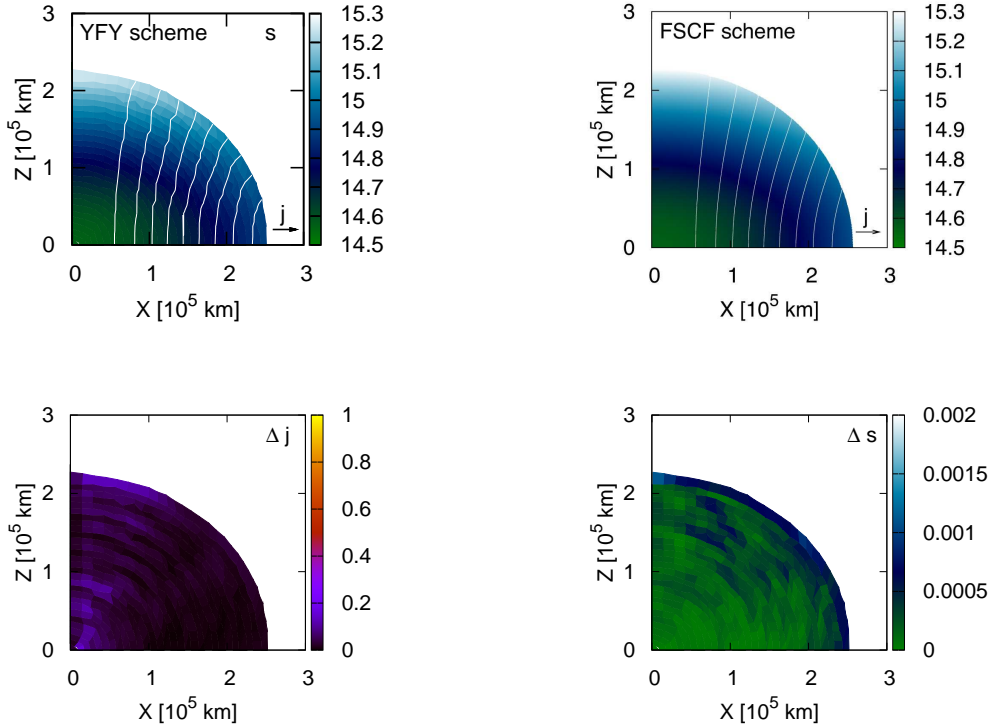 YFY scheme s
Z [10^5 km]
3
2
1
0
0 1 2 3
X [10^5 km]
j
15.3
15.2
15.1
15
14.9
14.8
14.7
14.6
14.5
FSCF scheme
Z [10^5 km]
3
2
1
0
0 1 2 3
X [10^5 km]
j
15.3
15.2
15.1
15
14.9
14.8
14.7
14.6
14.5
Δ j
Z [10^5 km]
3
2
1
0
0 1 2 3
X [10^5 km]
1
0.8
0.6
0.4
0.2
0
Δ s
Z [10^5 km]
3
2
1
0
0 1 2 3
X [10^5 km]
0.002
0.0015
0.001
0.0005
0